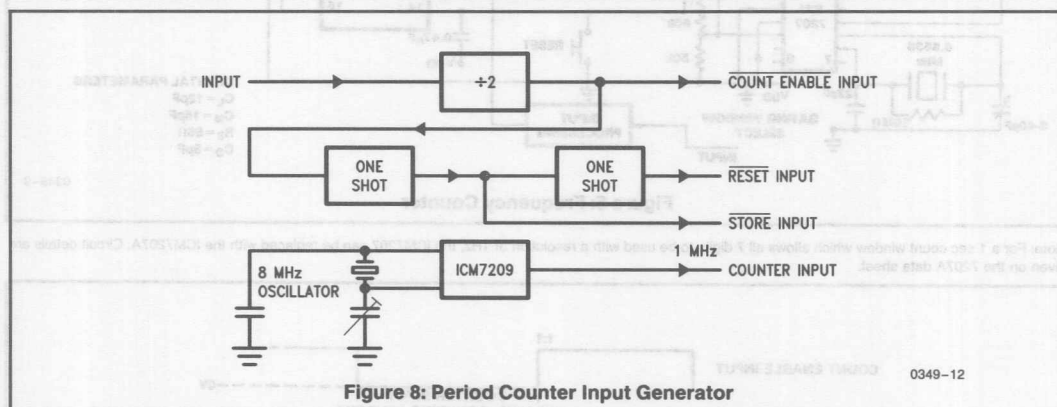 INPUT
÷2
COUNT ENABLE INPUT
ONE
SHOT
ONE
SHOT
RESET INPUT
STORE INPUT
1 MHz
8 MHz
OSCILLATOR
ICM7209
COUNTER INPUT
0349-12
Figure 8: Period Counter Input Generator